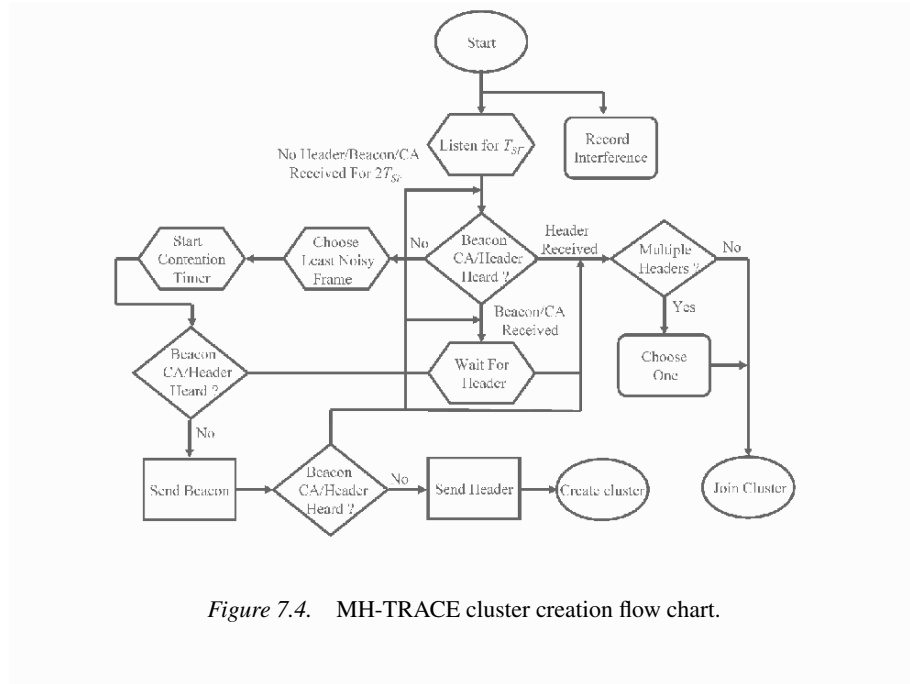 Start
Listen for T_SF
Record
Interference
No Header/Beacon/CA
Received For 2T_SF
Start
Contention
Timer
Choose
Least Noisy
Frame
No
Beacon
CA/Header
Heard ?
Header
Received
Multiple
Headers ?
No
Beacon/CA
Received
Yes
Beacon
CA/Header
Heard ?
Wait For
Header
Choose
One
No
Send Beacon
Beacon
CA/Header
Heard ?
No
Send Header
Create cluster
Join Cluster
Figure 7.4. MH-TRACE cluster creation flow chart.